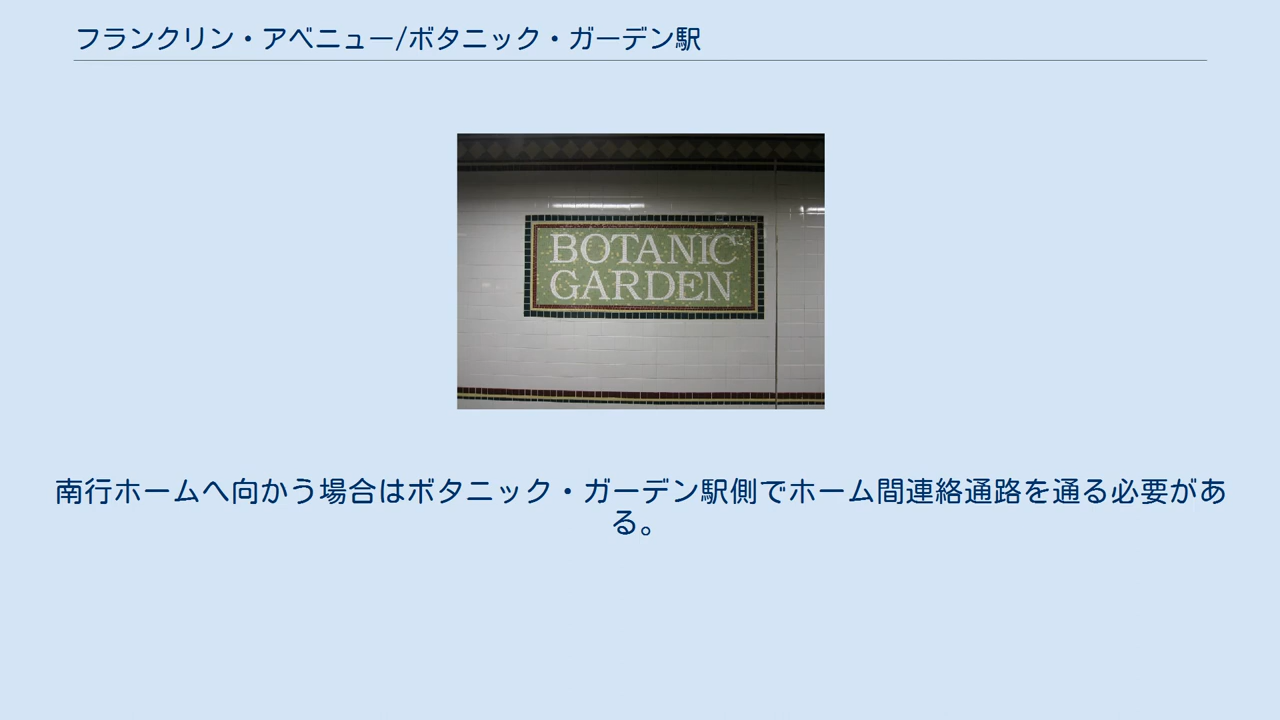 フランクリン・アベニュー/ボタニック・ガーデン駅
BOTANIC
GARDEN
南行ホームへ向かう場合はボタニック・ガーデン駅側でホーム間連絡通路を通る必要があ
る。